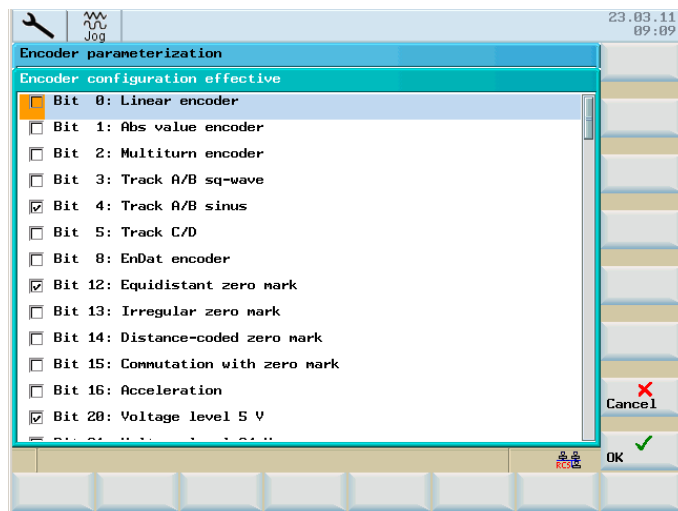 23.03.11
09:09
Jog
Encoder parameterization
Encoder configuration effective
Bit 0: Linear encoder
Bit 1: Abs value encoder
Bit 2: Multiturn encoder
Bit 3: Track A/B sq-wave
Bit 4: Track A/B sinus
Bit 5: Track C/D
Bit 8: EnDat encoder
Bit 12: Equidistant zero mark
Bit 13: Irregular zero mark
Bit 14: Distance-coded zero mark
Bit 15: Commutation with zero mark
Bit 16: Acceleration
Bit 20: Voltage level 5 V
Cancel
OK
RCS